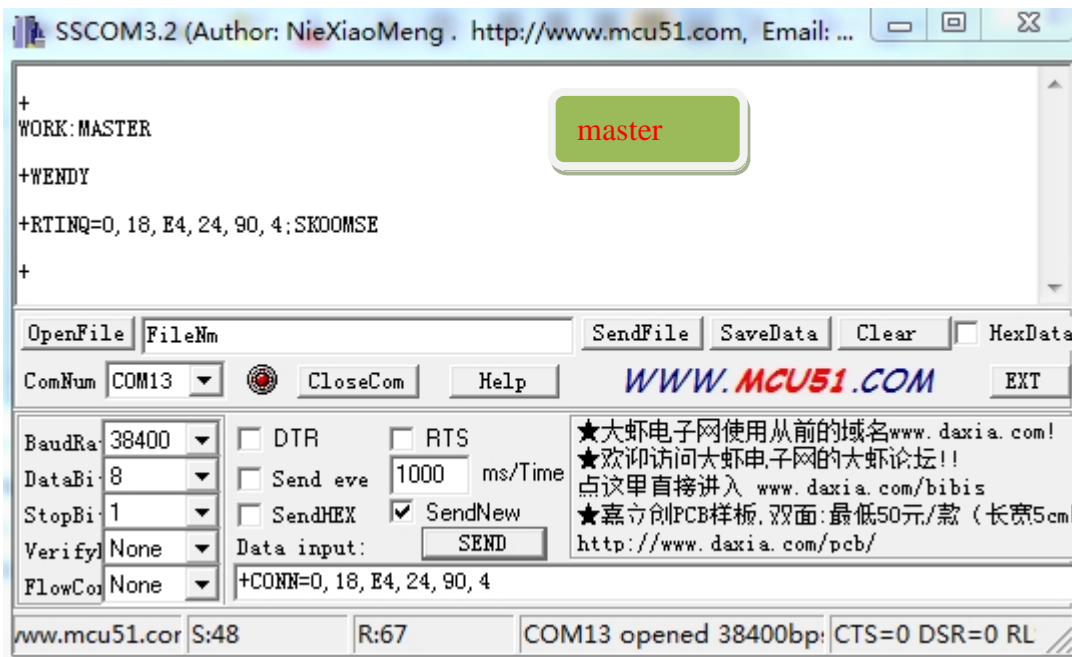 SSCOM3.2 (Author: NieXiaoMeng . http://www.mcu51.com, Email: ...
+
WORK:MASTER
master
+WENDY
+RTINQ=0, 18, E4, 24, 90, 4;SKOOMSE
+
OpenFile FileNm SendFile SaveData Clear HexData
ComNum COM13 CloseCom Help WWW.MCU51.COM EXT
BaudRa 38400 DTR RTS
DataBi 8 Send eve 1000 ms/Time
StopBi 1 SendHEX SendNew
Verify None Data input: SEND
FlowCo None +CONN=0, 18, E4, 24, 90, 4
★大虾电子网使用从前的域名www.daxia.com!
★欢迎访问大虾电子网的大虾论坛!!
点这里直接进入 www.daxia.com/bibis
★嘉立创PCB样板,双面:最低50元/款（长宽5cm
http://www.daxia.com/pcb/
www.mcu51.cor S:48 R:67 COM13 opened 38400bp CTS=0 DSR=0 RL